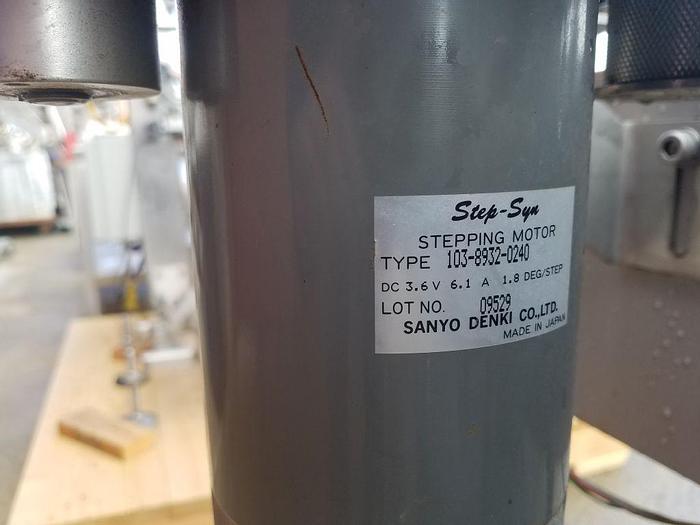 Step-Syn
STEPPING MOTOR
TYPE 103-8932-0240
DC 3.6V 6.1 A 1.8 DEG/STEP
LOT NO. 09529
SANYO DENKI CO.,LTD.
MADE IN JAPAN